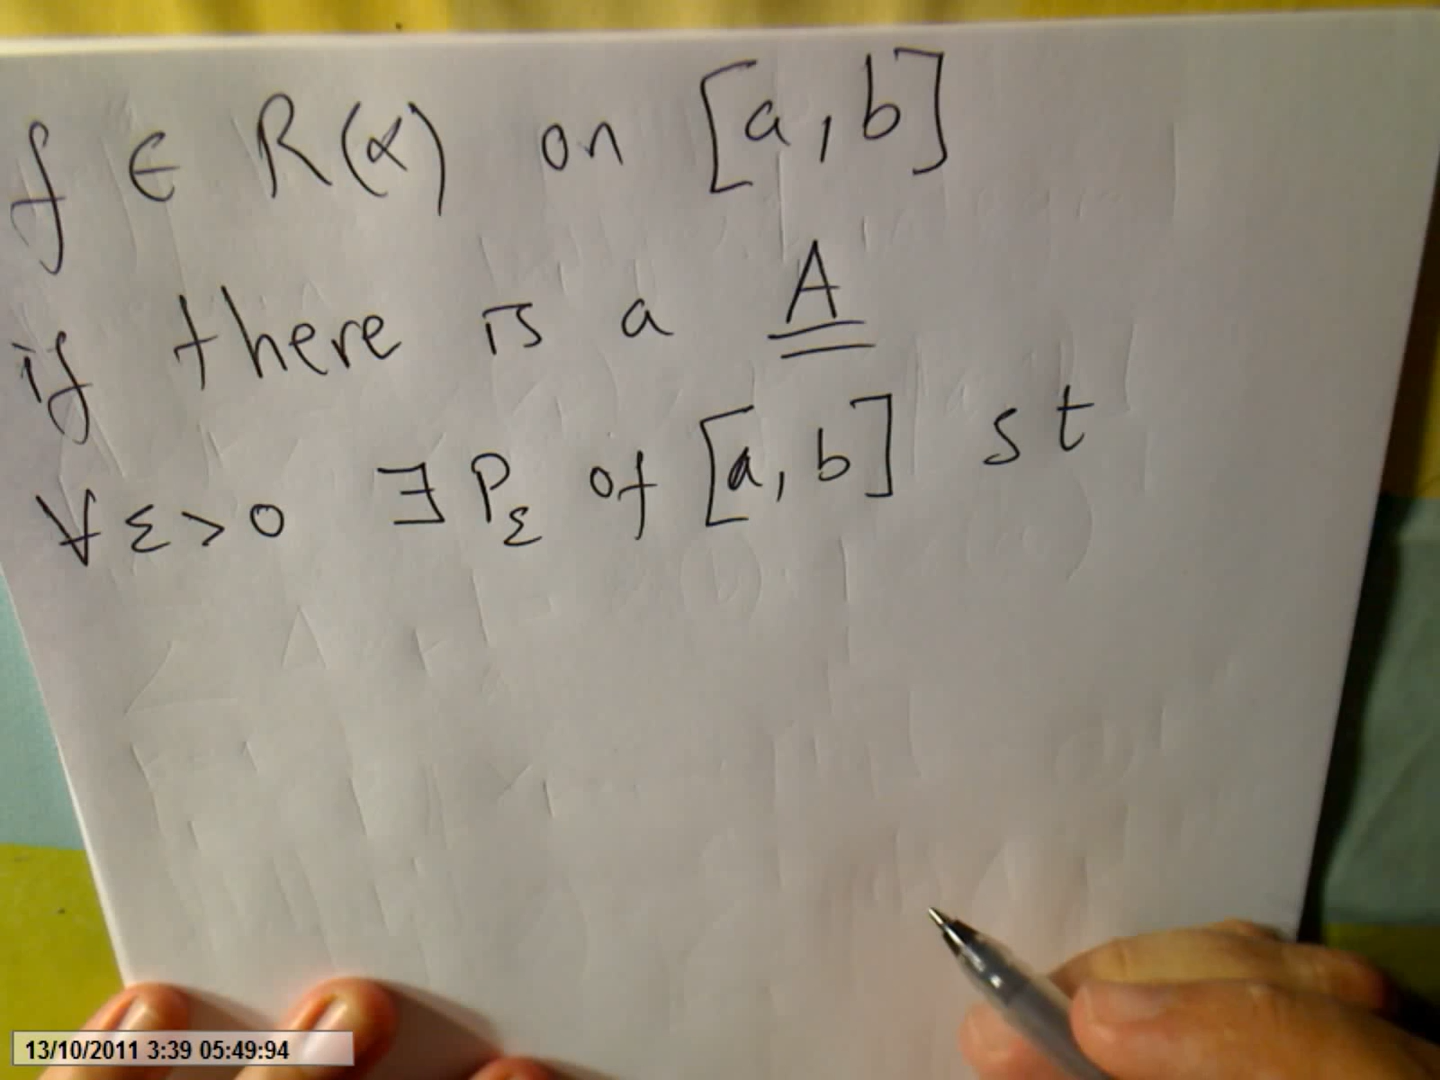 f ∈ R(α) on [a, b]
if there is a A
∀ ε > 0 ∃ P_ε of [a, b] st
13/10/2011 3:39 05:49:94